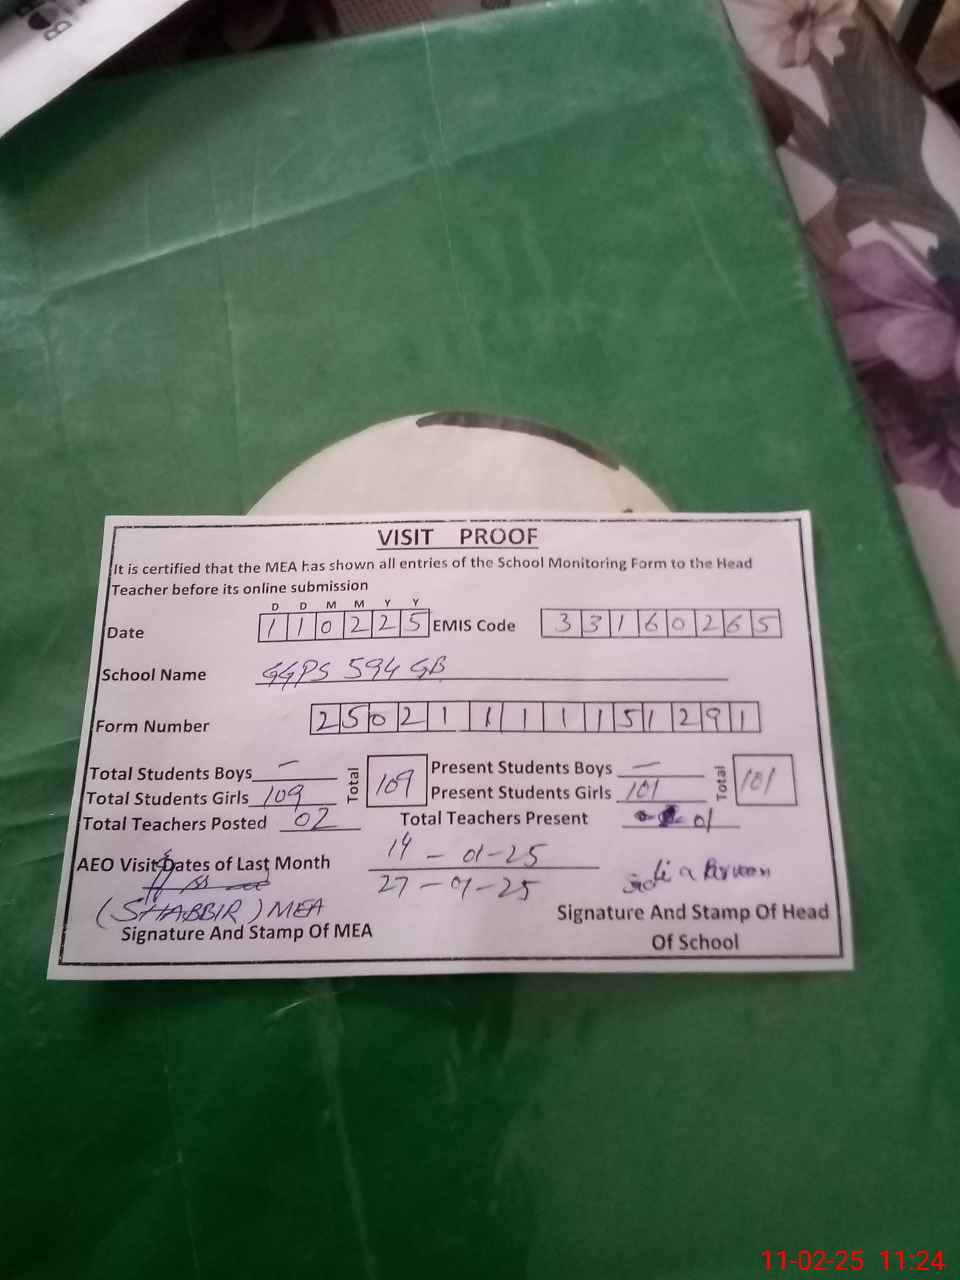 VISIT PROOF
It is certified that the MEA has shown all entries of the School Monitoring Form to the Head
Teacher before its online submission
D D M M Y Y
Date 1 1 0 2 2 5 EMIS Code 3 3 1 6 0 2 6 5
School Name GGPS 594 GB
Form Number 2 5 0 2 1 1 1 1 1 5 1 2 9 1
Total Students Boys — Total 109 Present Students Boys — Total 101
Total Students Girls 109 Present Students Girls 101
Total Teachers Posted 02 Total Teachers Present 01
AEO Visit Dates of Last Month 14-01-25
27-01-25
(SHABBIR) MEA Parveen
Signature And Stamp Of MEA Signature And Stamp Of Head
Of School
11-02-25 11:24